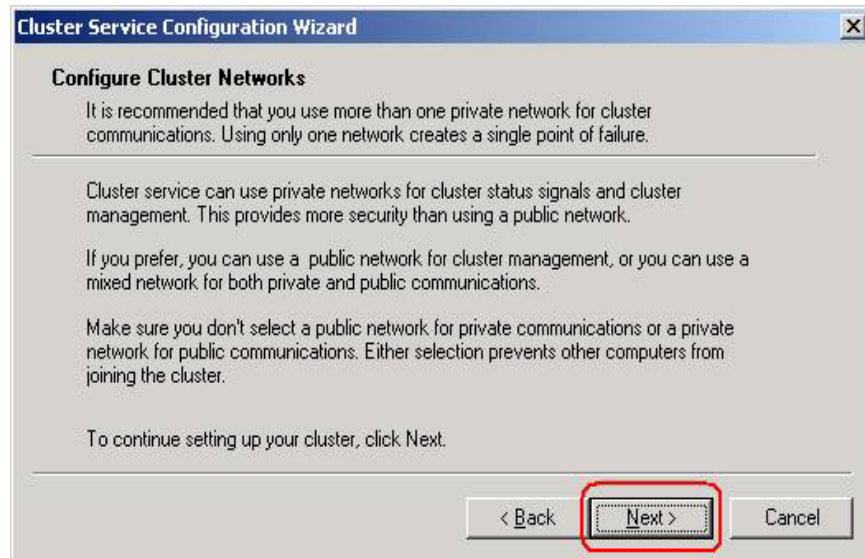 Cluster Service Configuration Wizard
Configure Cluster Networks
It is recommended that you use more than one private network for cluster
communications. Using only one network creates a single point of failure.
Cluster service can use private networks for cluster status signals and cluster
management. This provides more security than using a public network.
If you prefer, you can use a  public network for cluster management, or you can use a
mixed network for both private and public communications.
Make sure you don't select a public network for private communications or a private
network for public communications. Either selection prevents other computers from
joining the cluster.
To continue setting up your cluster, click Next.
< Back
Next >
Cancel